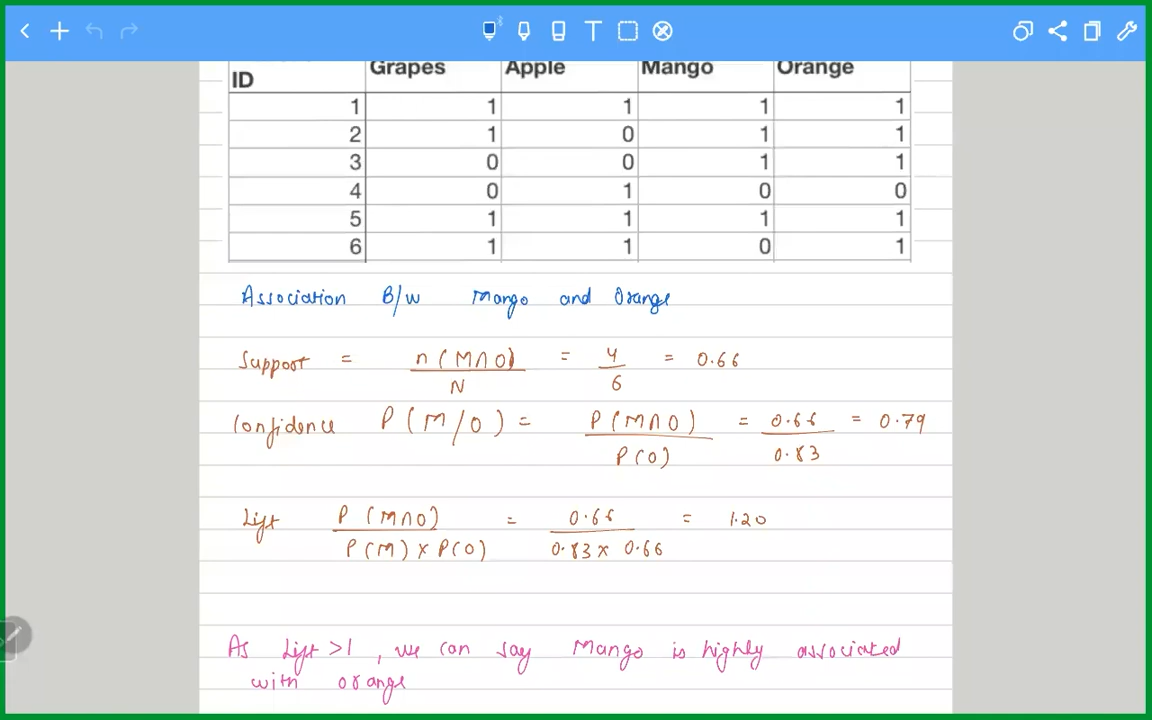 Grapes Apple Mango Orange
ID
1 1 1 1 1
2 1 0 1 1
3 0 0 1 1
4 0 1 0 0
5 1 1 1 1
6 1 1 0 1
Association B/w Mango and Orange
Support = n(M∩O)/N = 4/6 = 0.66
Confidence P(M/O) = P(M∩O)/P(O) = 0.66/0.83 = 0.79
Lift P(M∩O)/P(M) × P(O) = 0.66/0.83 × 0.66 = 1.20
As Lift >1, we can say Mango is highly associated
with orange